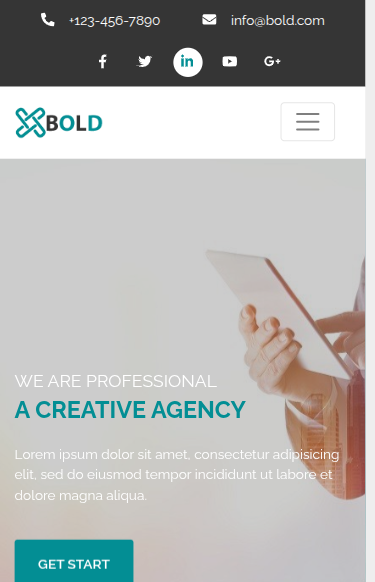 +123-456-7890 info@bold.com
BOLD
WE ARE PROFESSIONAL
A CREATIVE AGENCY
Lorem ipsum dolor sit amet, consectetur adipisicing
elit, sed do eiusmod tempor incididunt ut labore et
dolore magna aliqua.
GET START